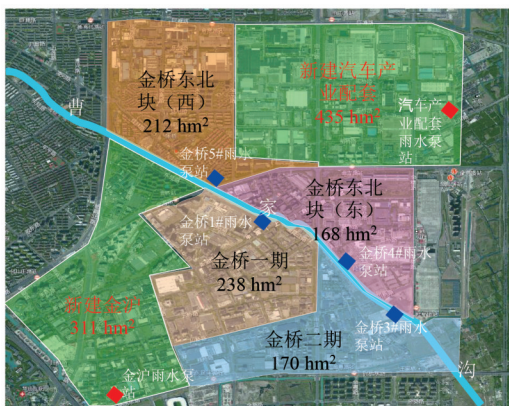 金桥东北
块（西）
212 hm²
新建汽车产
业配套
435 hm²
汽车产
业配套
雨水泵
站
曹
金桥5#雨水
泵站
金桥东北
块（东）
168 hm²
家
金桥1#雨水
泵站
金桥4#雨水
泵站
金桥一期
238 hm²
新建金沪
311 hm²
金桥3#雨水
泵站
金桥二期
170 hm²
沟
金沪雨水泵
站